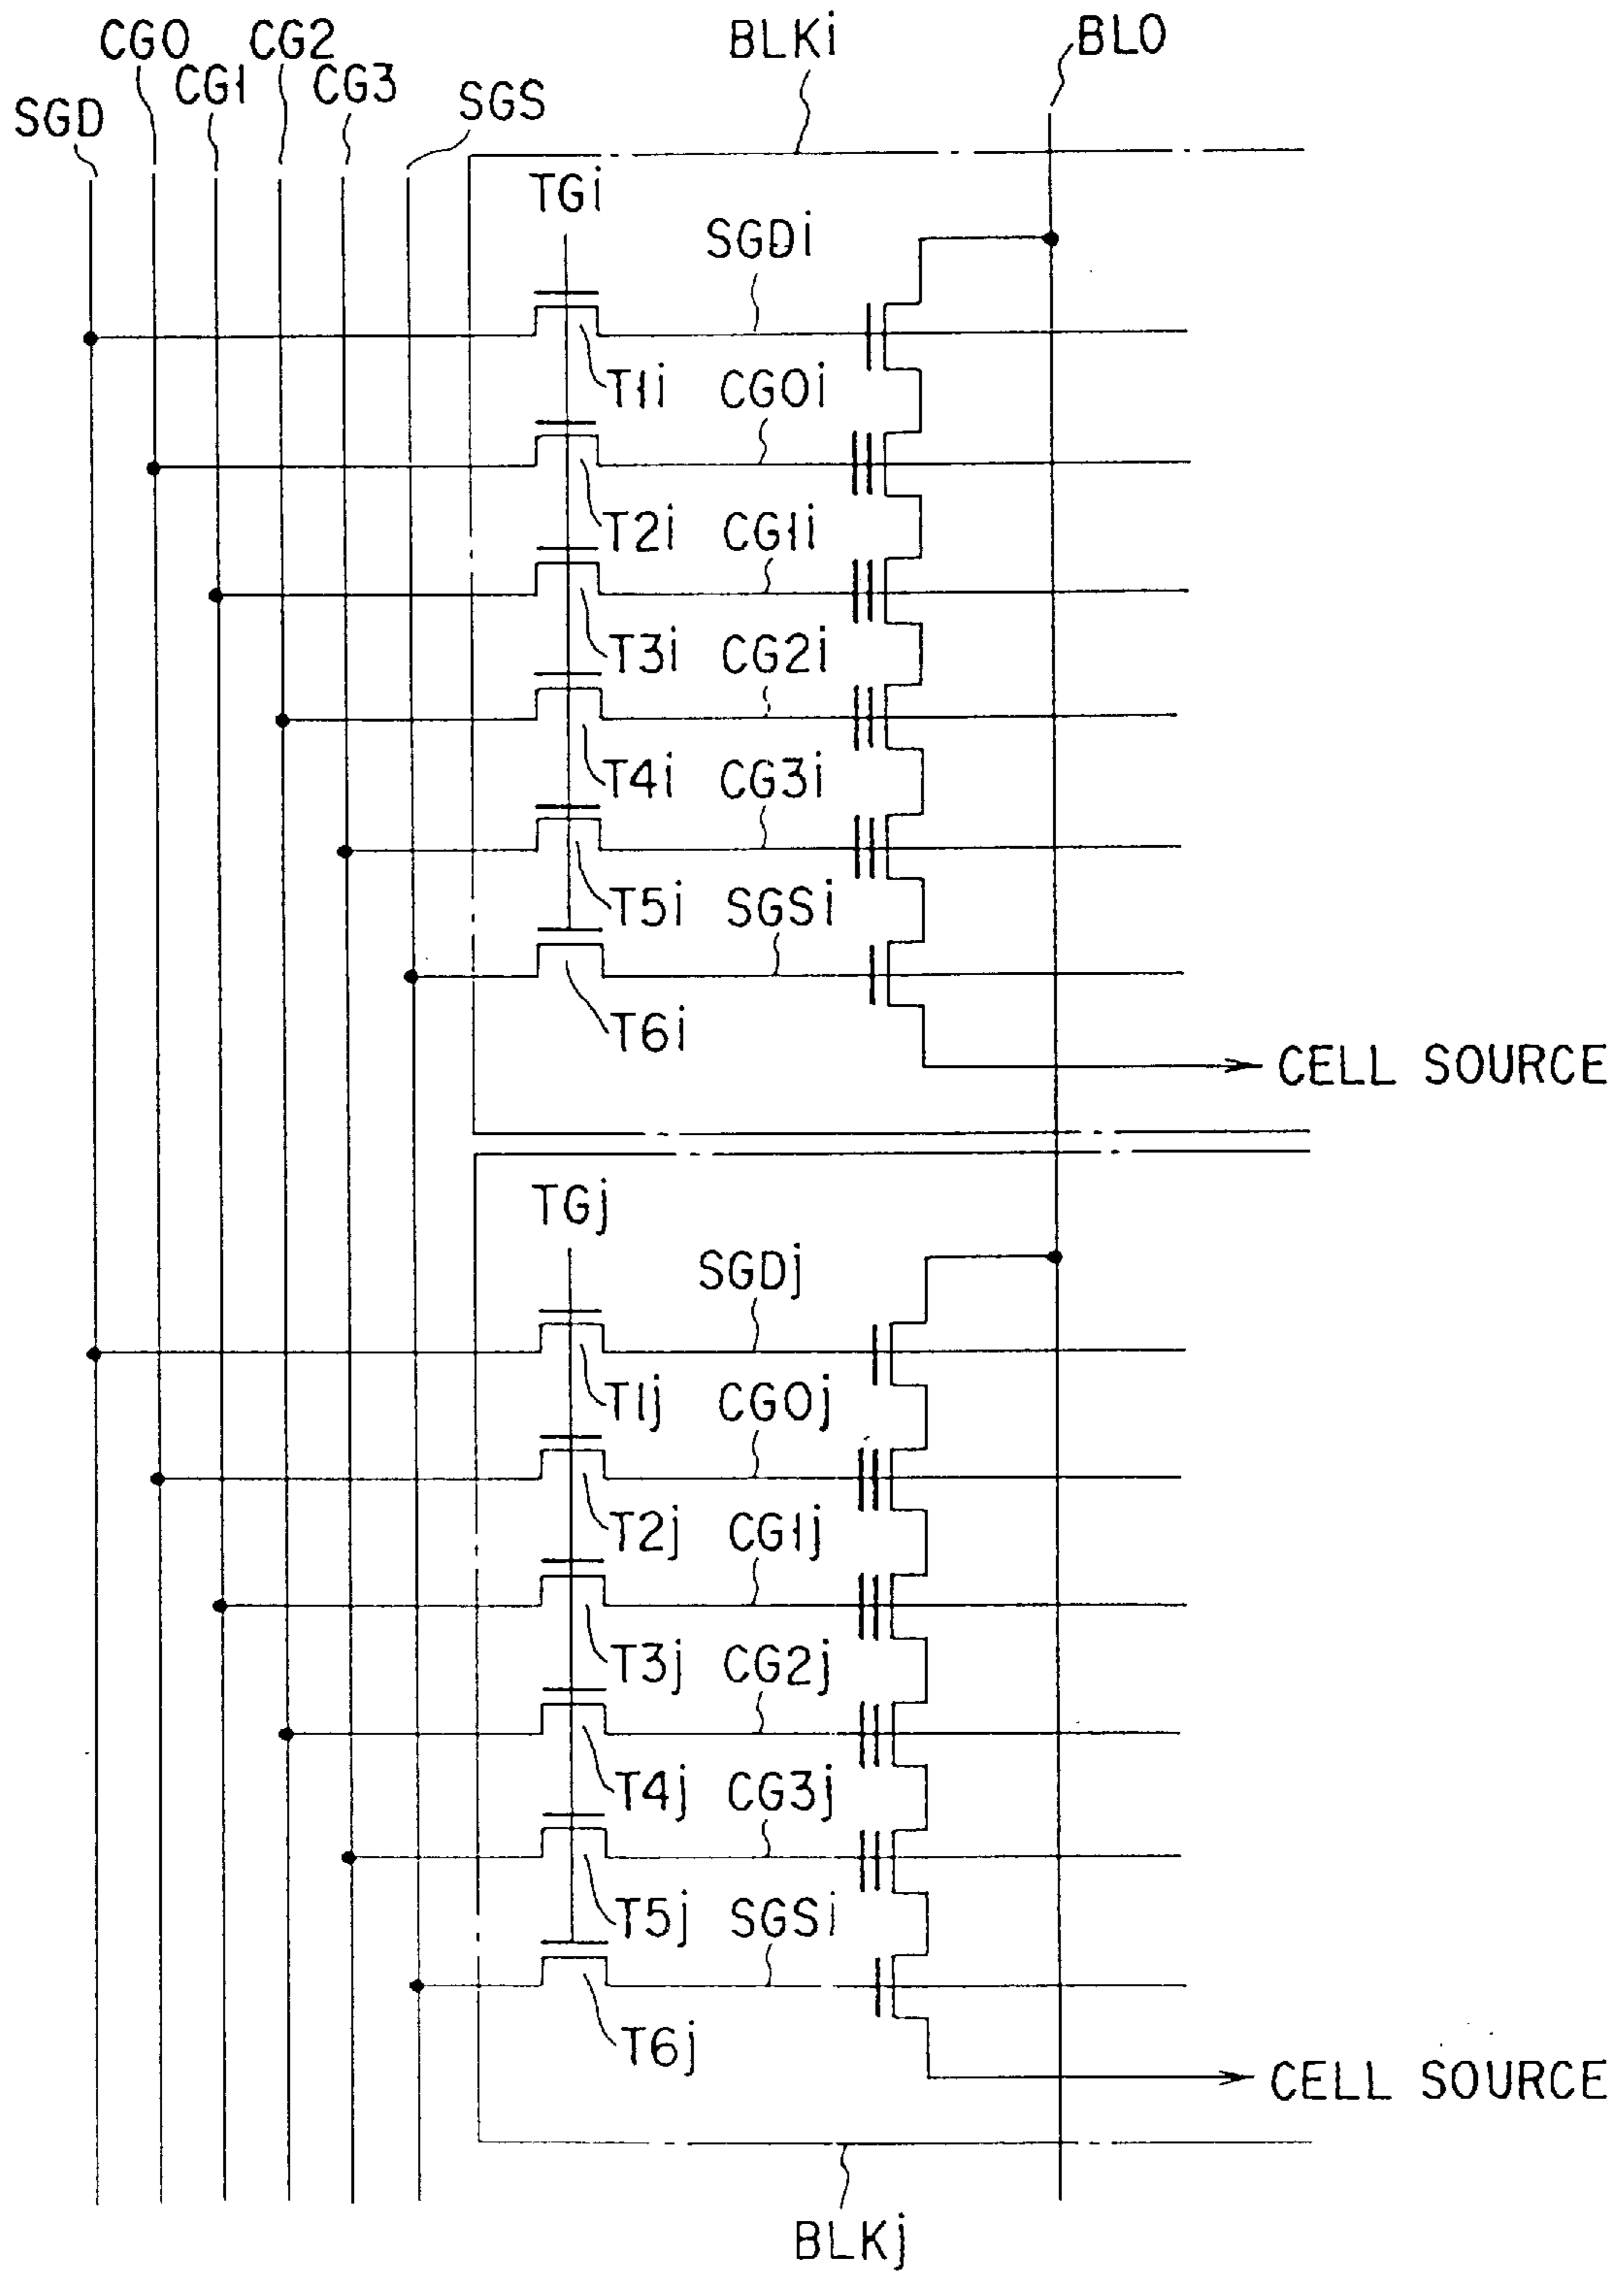 CG0
CG2
BLKi
BL0
CG1
CG3
SGS
SGD
TGi
SGDi
T1i
CG0i
T2i
CG1i
T3i
CG2i
T4i
CG3i
T5i
SGSi
T6i
CELL SOURCE
TGj
SGDj
T1j
CG0j
T2j
CG1j
T3j
CG2j
T4j
CG3j
T5j
SGSi
T6j
CELL SOURCE
BLKj